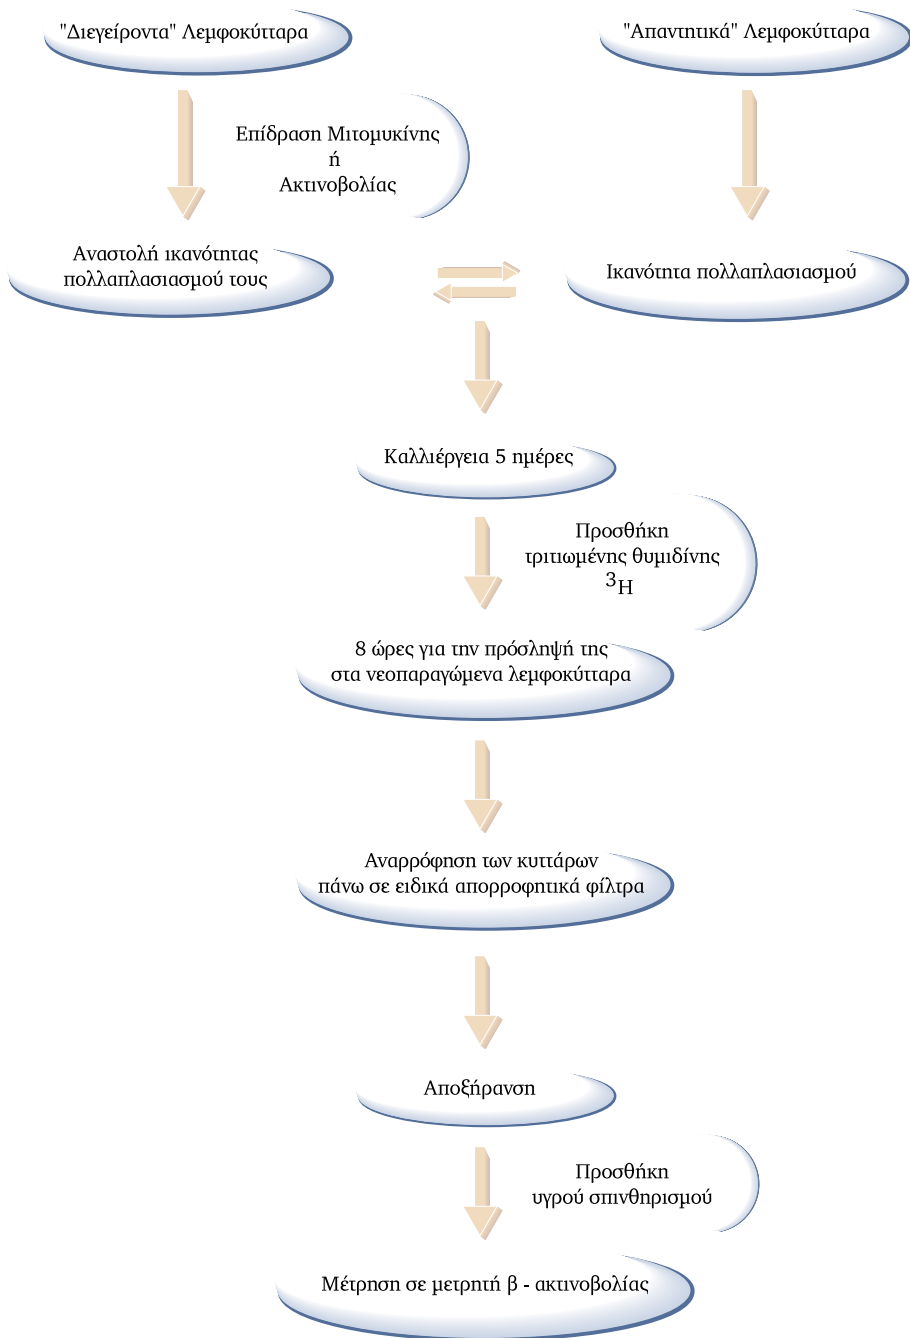 "Διεγείροντα" Λεμφοκύτταρα
"Απαντητικά" Λεμφοκύτταρα
Επίδραση Μιτομυκίνης
ή
Ακτινοβολίας
Αναστολή ικανότητας
πολλαπλασιασμού τους
Ικανότητα πολλαπλασιασμού
Καλλιέργεια 5 ημέρες
Προσθήκη
τριτιωμένης θυμιδίνης
³H
8 ώρες για την πρόσληψή της
στα νεοπαραγώμενα λεμφοκύτταρα
Αναρρόφηση των κυττάρων
πάνω σε ειδικά απορροφητικά φίλτρα
Αποξήρανση
Προσθήκη
υγρού σπινθηρισμού
Μέτρηση σε μετρητή β - ακτινοβολίας